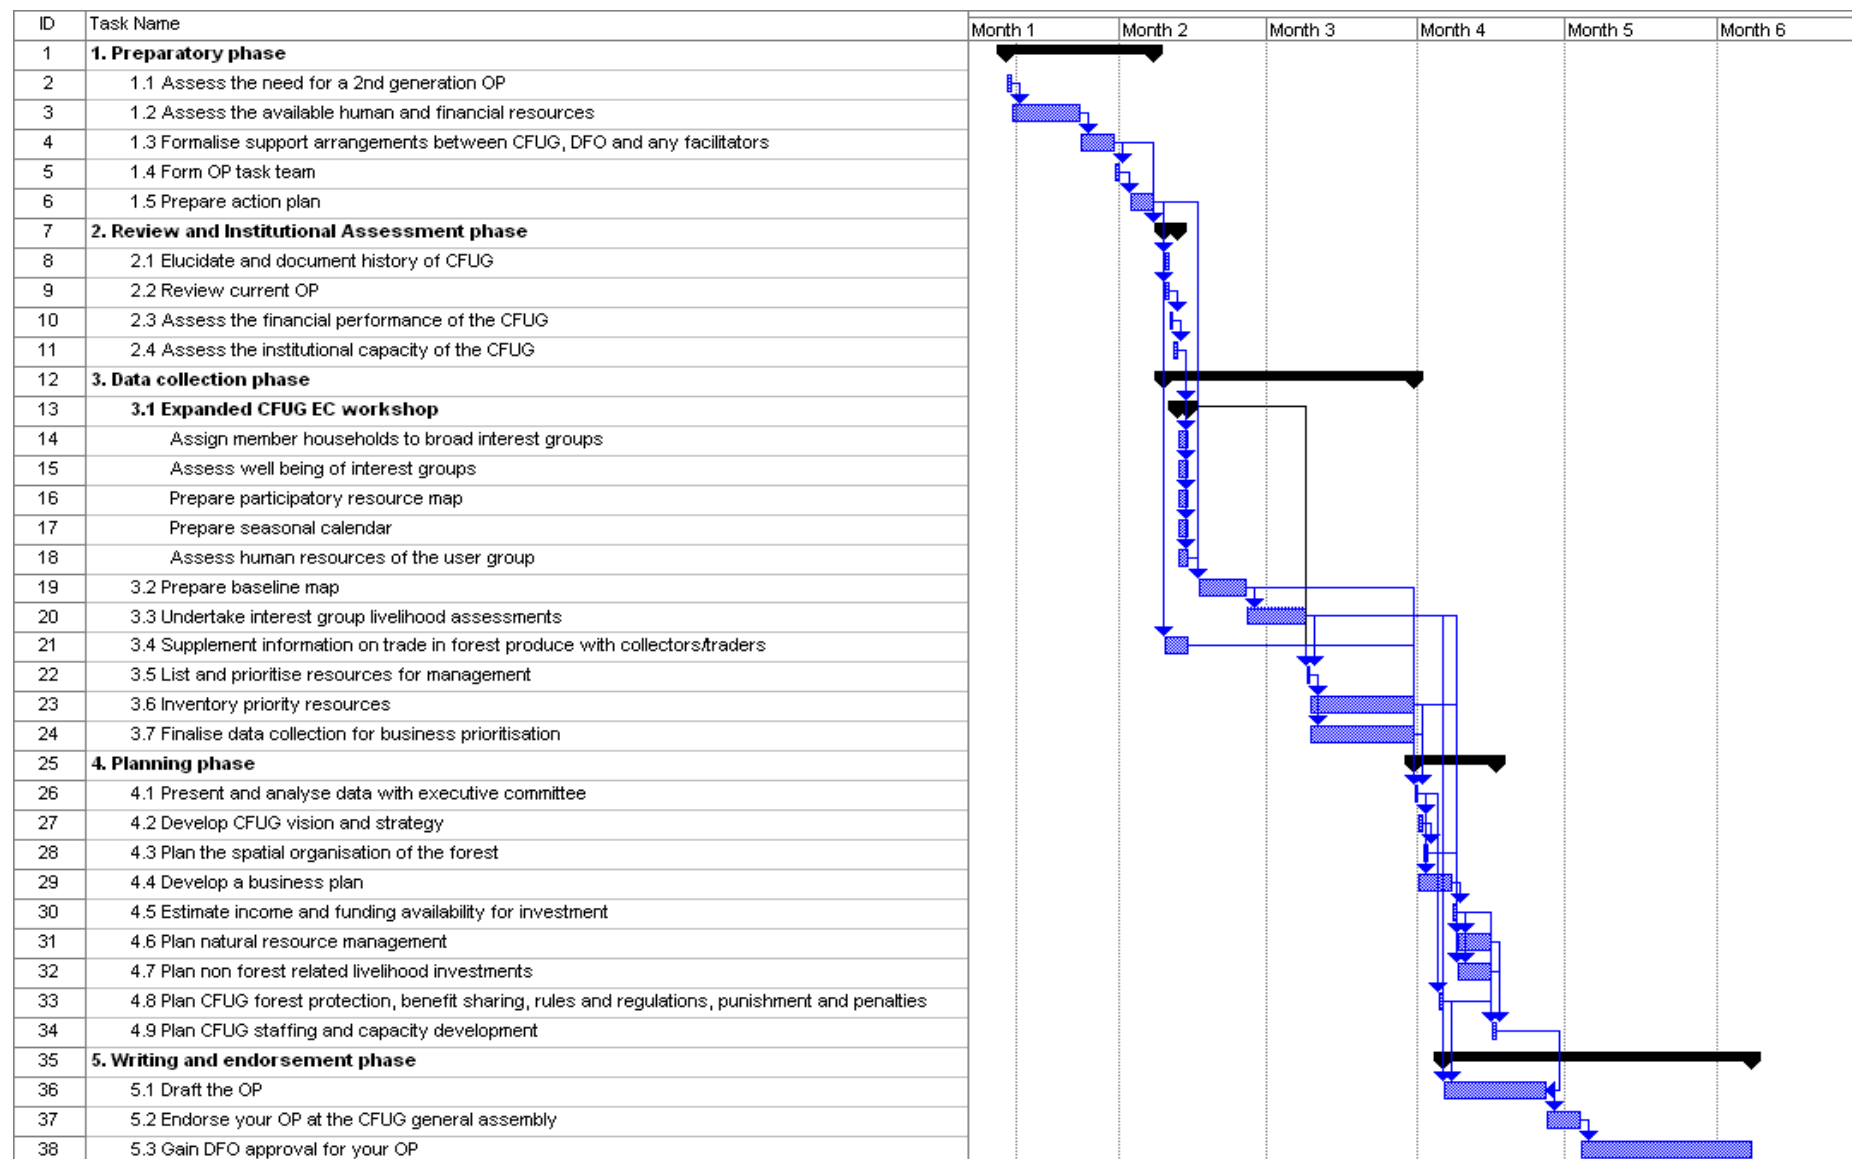 ID Task Name Month 1 Month 2 Month 3 Month 4 Month 5 Month 6
1 1. Preparatory phase
2 1.1 Assess the need for a 2nd generation OP
3 1.2 Assess the available human and financial resources
4 1.3 Formalise support arrangements between CFUG, DFO and any facilitators
5 1.4 Form OP task team
6 1.5 Prepare action plan
7 2. Review and Institutional Assessment phase
8 2.1 Elucidate and document history of CFUG
9 2.2 Review current OP
10 2.3 Assess the financial performance of the CFUG
11 2.4 Assess the institutional capacity of the CFUG
12 3. Data collection phase
13 3.1 Expanded CFUG EC workshop
14 Assign member households to broad interest groups
15 Assess well being of interest groups
16 Prepare participatory resource map
17 Prepare seasonal calendar
18 Assess human resources of the user group
19 3.2 Prepare baseline map
20 3.3 Undertake interest group livelihood assessments
21 3.4 Supplement information on trade in forest produce with collectors/traders
22 3.5 List and prioritise resources for management
23 3.6 Inventory priority resources
24 3.7 Finalise data collection for business prioritisation
25 4. Planning phase
26 4.1 Present and analyse data with executive committee
27 4.2 Develop CFUG vision and strategy
28 4.3 Plan the spatial organisation of the forest
29 4.4 Develop a business plan
30 4.5 Estimate income and funding availability for investment
31 4.6 Plan natural resource management
32 4.7 Plan non forest related livelihood investments
33 4.8 Plan CFUG forest protection, benefit sharing, rules and regulations, punishment and penalties
34 4.9 Plan CFUG staffing and capacity development
35 5. Writing and endorsement phase
36 5.1 Draft the OP
37 5.2 Endorse your OP at the CFUG general assembly
38 5.3 Gain DFO approval for your OP